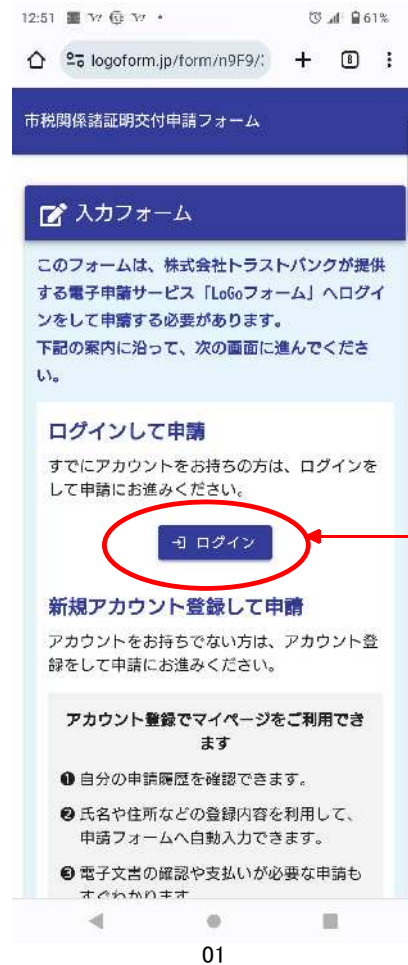 12:51
61%
logoform.jp/form/n9F9/:
8
市税関係諸証明交付申請フォーム
入力フォーム
このフォームは、株式会社トラストバンクが提供
する電子申請サービス「LoGoフォーム」へログイ
ンをして申請する必要があります。
下記の案内に沿って、次の画面に進んでくださ
い。
ログインして申請
すでにアカウントをお持ちの方は、ログインを
して申請にお進みください。
ログイン
新規アカウント登録して申請
アカウントをお持ちでない方は、アカウント登
録をして申請にお進みください。
アカウント登録でマイページをご利用でき
ます
❶ 自分の申請履歴を確認できます。
❷ 氏名や住所などの登録内容を利用して、
申請フォームへ自動入力できます。
❸ 電子文書の確認や支払いが必要な申請も
すぐわかります
01